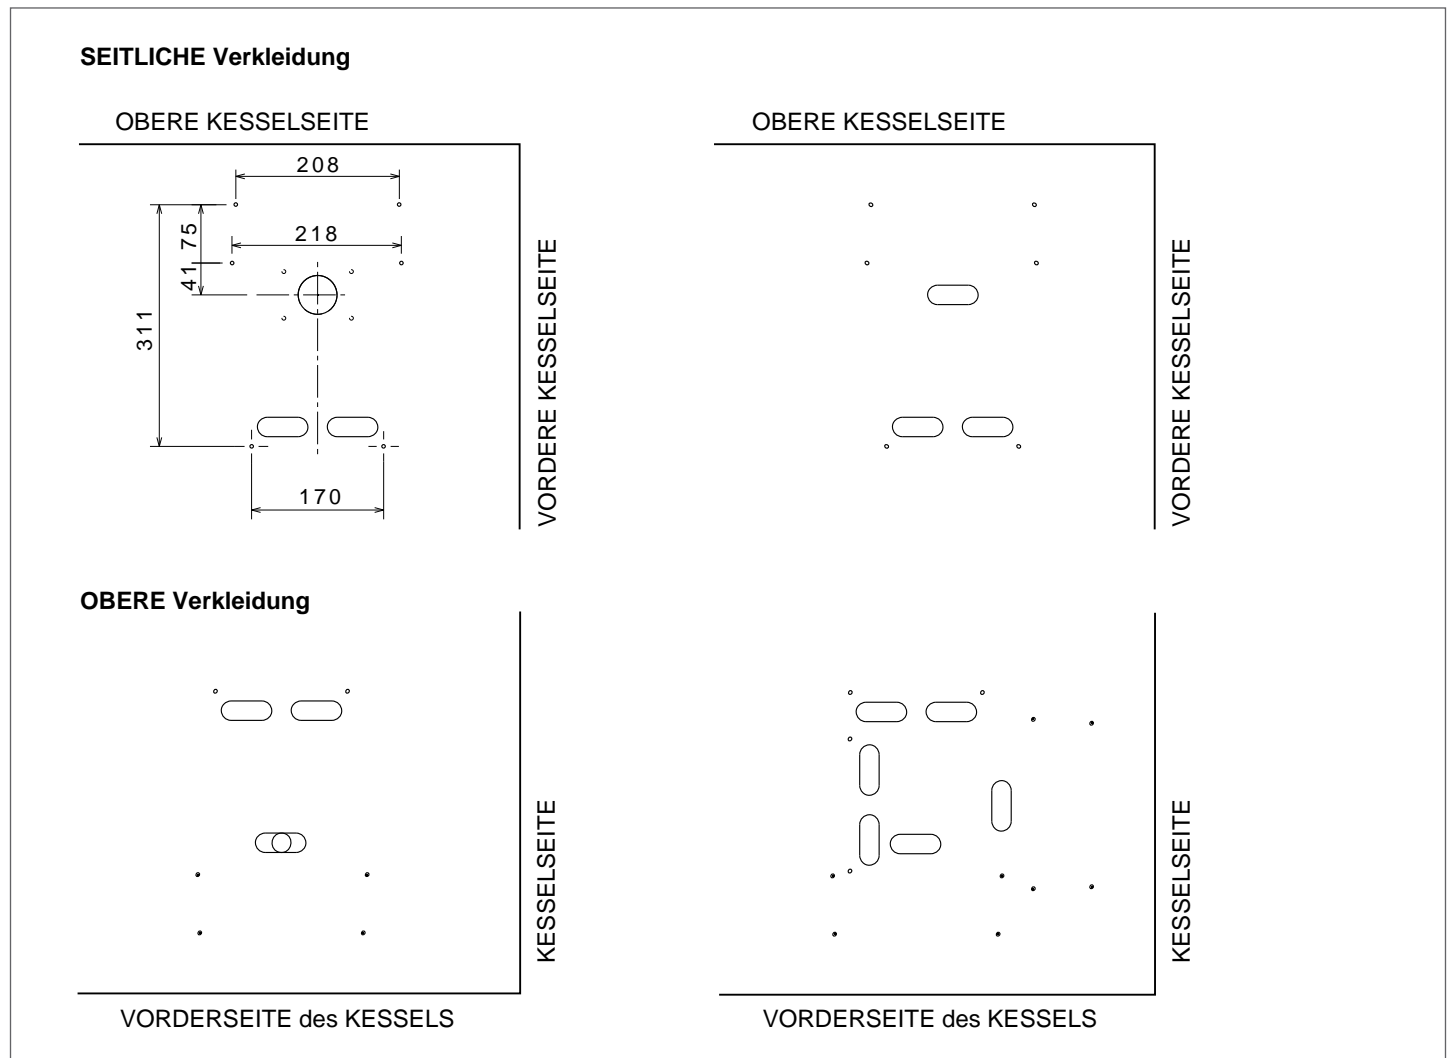 SEITLICHE Verkleidung
OBERE KESSELSEITE
208
75
218
41
311
170
VORDERE KESSELSEITE
OBERE KESSELSEITE
VORDERE KESSELSEITE
OBERE Verkleidung
KESSELSEITE
VORDERSEITE des KESSELS
KESSELSEITE
VORDERSEITE des KESSELS